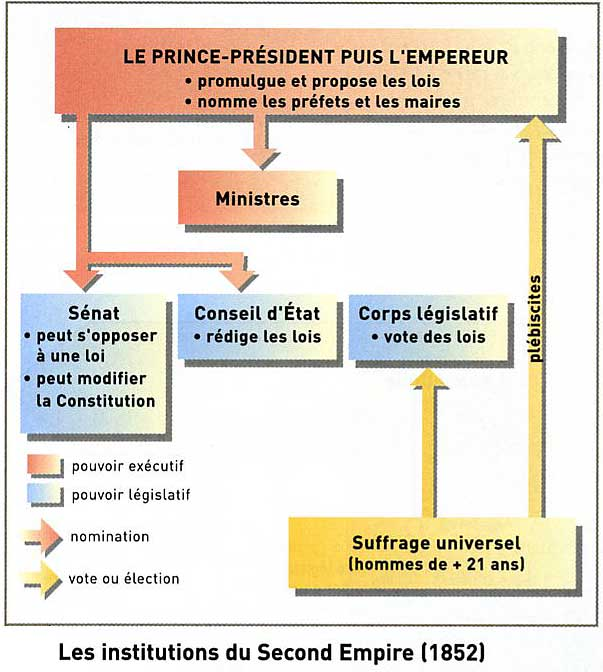 LE PRINCE-PRÉSIDENT PUIS L'EMPEREUR
• promulgue et propose les lois
• nomme les préfets et les maires
Ministres
Sénat
• peut s'opposer
à une loi
• peut modifier
la Constitution
Conseil d'État
• rédige les lois
Corps législatif
• vote des lois
plébiscites
pouvoir exécutif
pouvoir législatif
nomination
vote ou élection
Suffrage universel
(hommes de + 21 ans)
Les institutions du Second Empire (1852)